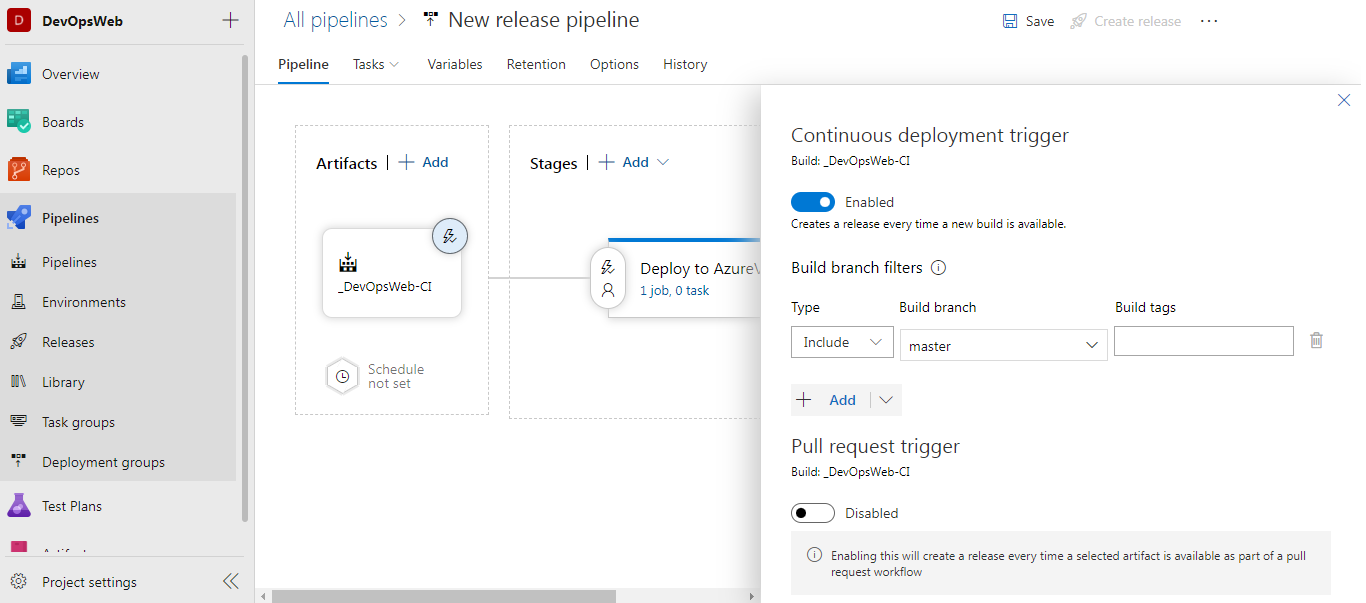 D DevOpsWeb
Overview
Boards
Repos
Pipelines
Pipelines
Environments
Releases
Library
Task groups
Deployment groups
Test Plans
Project settings
All pipelines > New release pipeline
Save Create release ...
Pipeline Tasks Variables Retention Options History
Artifacts | + Add
_DevOpsWeb-CI
Schedule
not set
Stages | + Add
Deploy to Azure
1 job, 0 task
Continuous deployment trigger
Build: _DevOpsWeb-CI
Enabled
Creates a release every time a new build is available.
Build branch filters
Type Build branch Build tags
Include master
+ Add
Pull request trigger
Build: _DevOpsWeb-CI
Disabled
Enabling this will create a release every time a selected artifact is available as part of a pull
request workflow